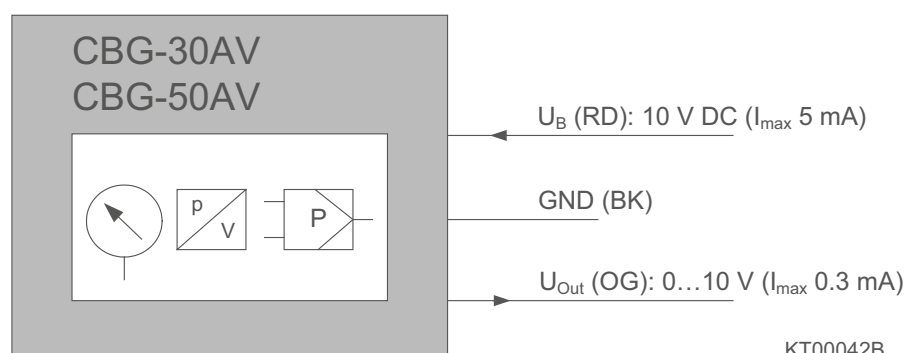 CBG-30AV
CBG-50AV
U_B (RD): 10 V DC (I_max 5 mA)
p
V
P
GND (BK)
U_Out (OG): 0…10 V (I_max 0.3 mA)
KT00042B